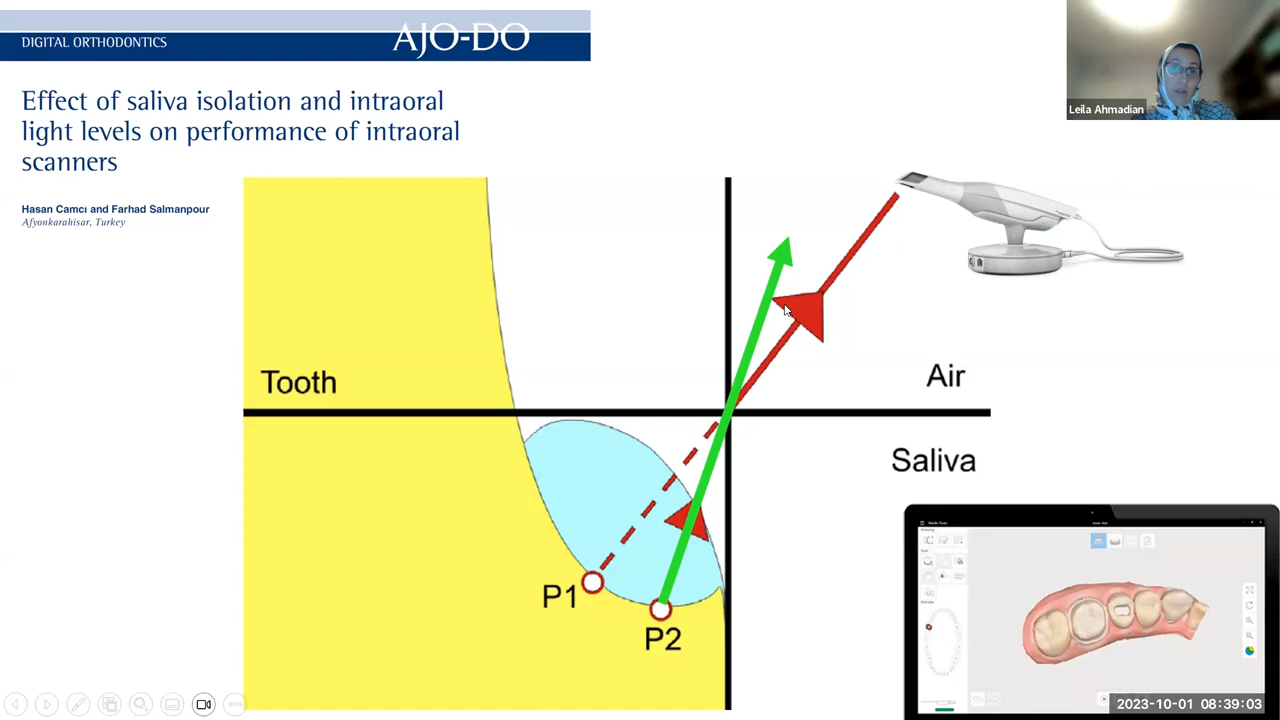 DIGITAL ORTHODONTICS
AJO-DO
Effect of saliva isolation and intraoral
light levels on performance of intraoral
scanners
Hasan Camcı and Farhad Salmanpour
Afyonkarahisar, Turkey
Leila Ahmadian
Tooth
Air
Saliva
P1
P2
2023-10-01 08:39:03